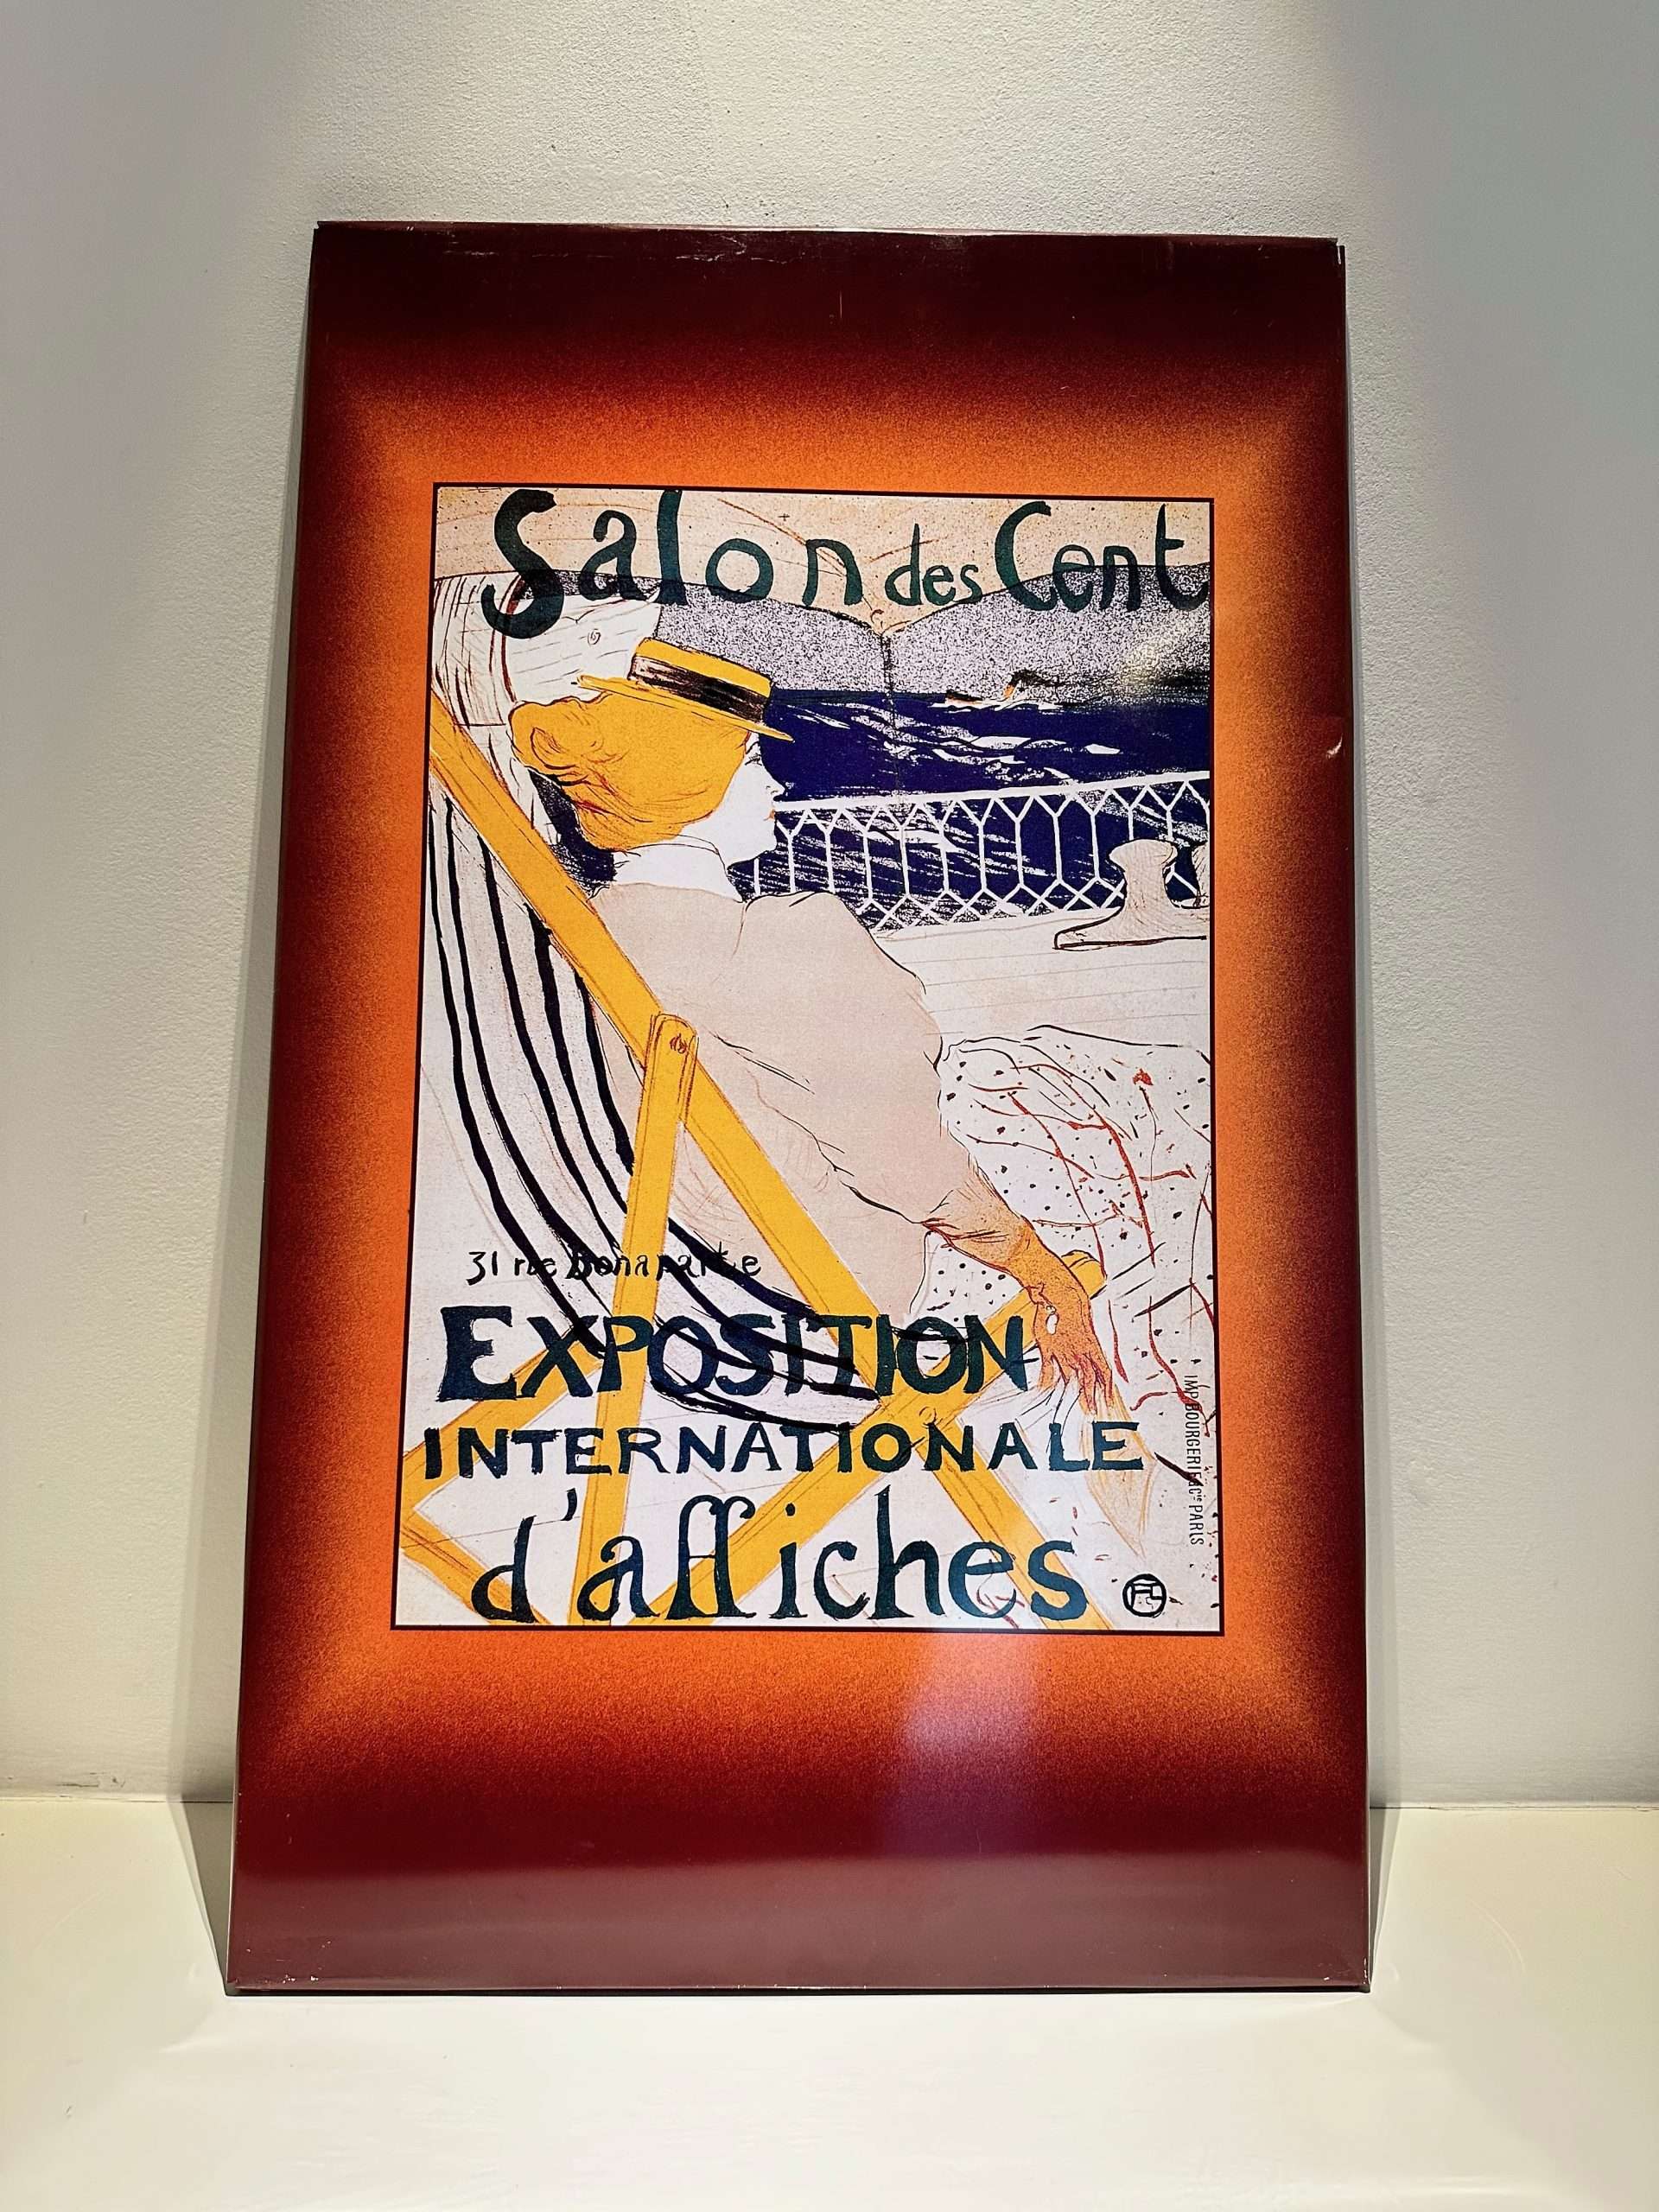 Salon des Cent
31 rue Bonaparte
EXPOSITION
INTERNATIONALE
d'affiches
IMP BOURGERIE & Cie PARIS